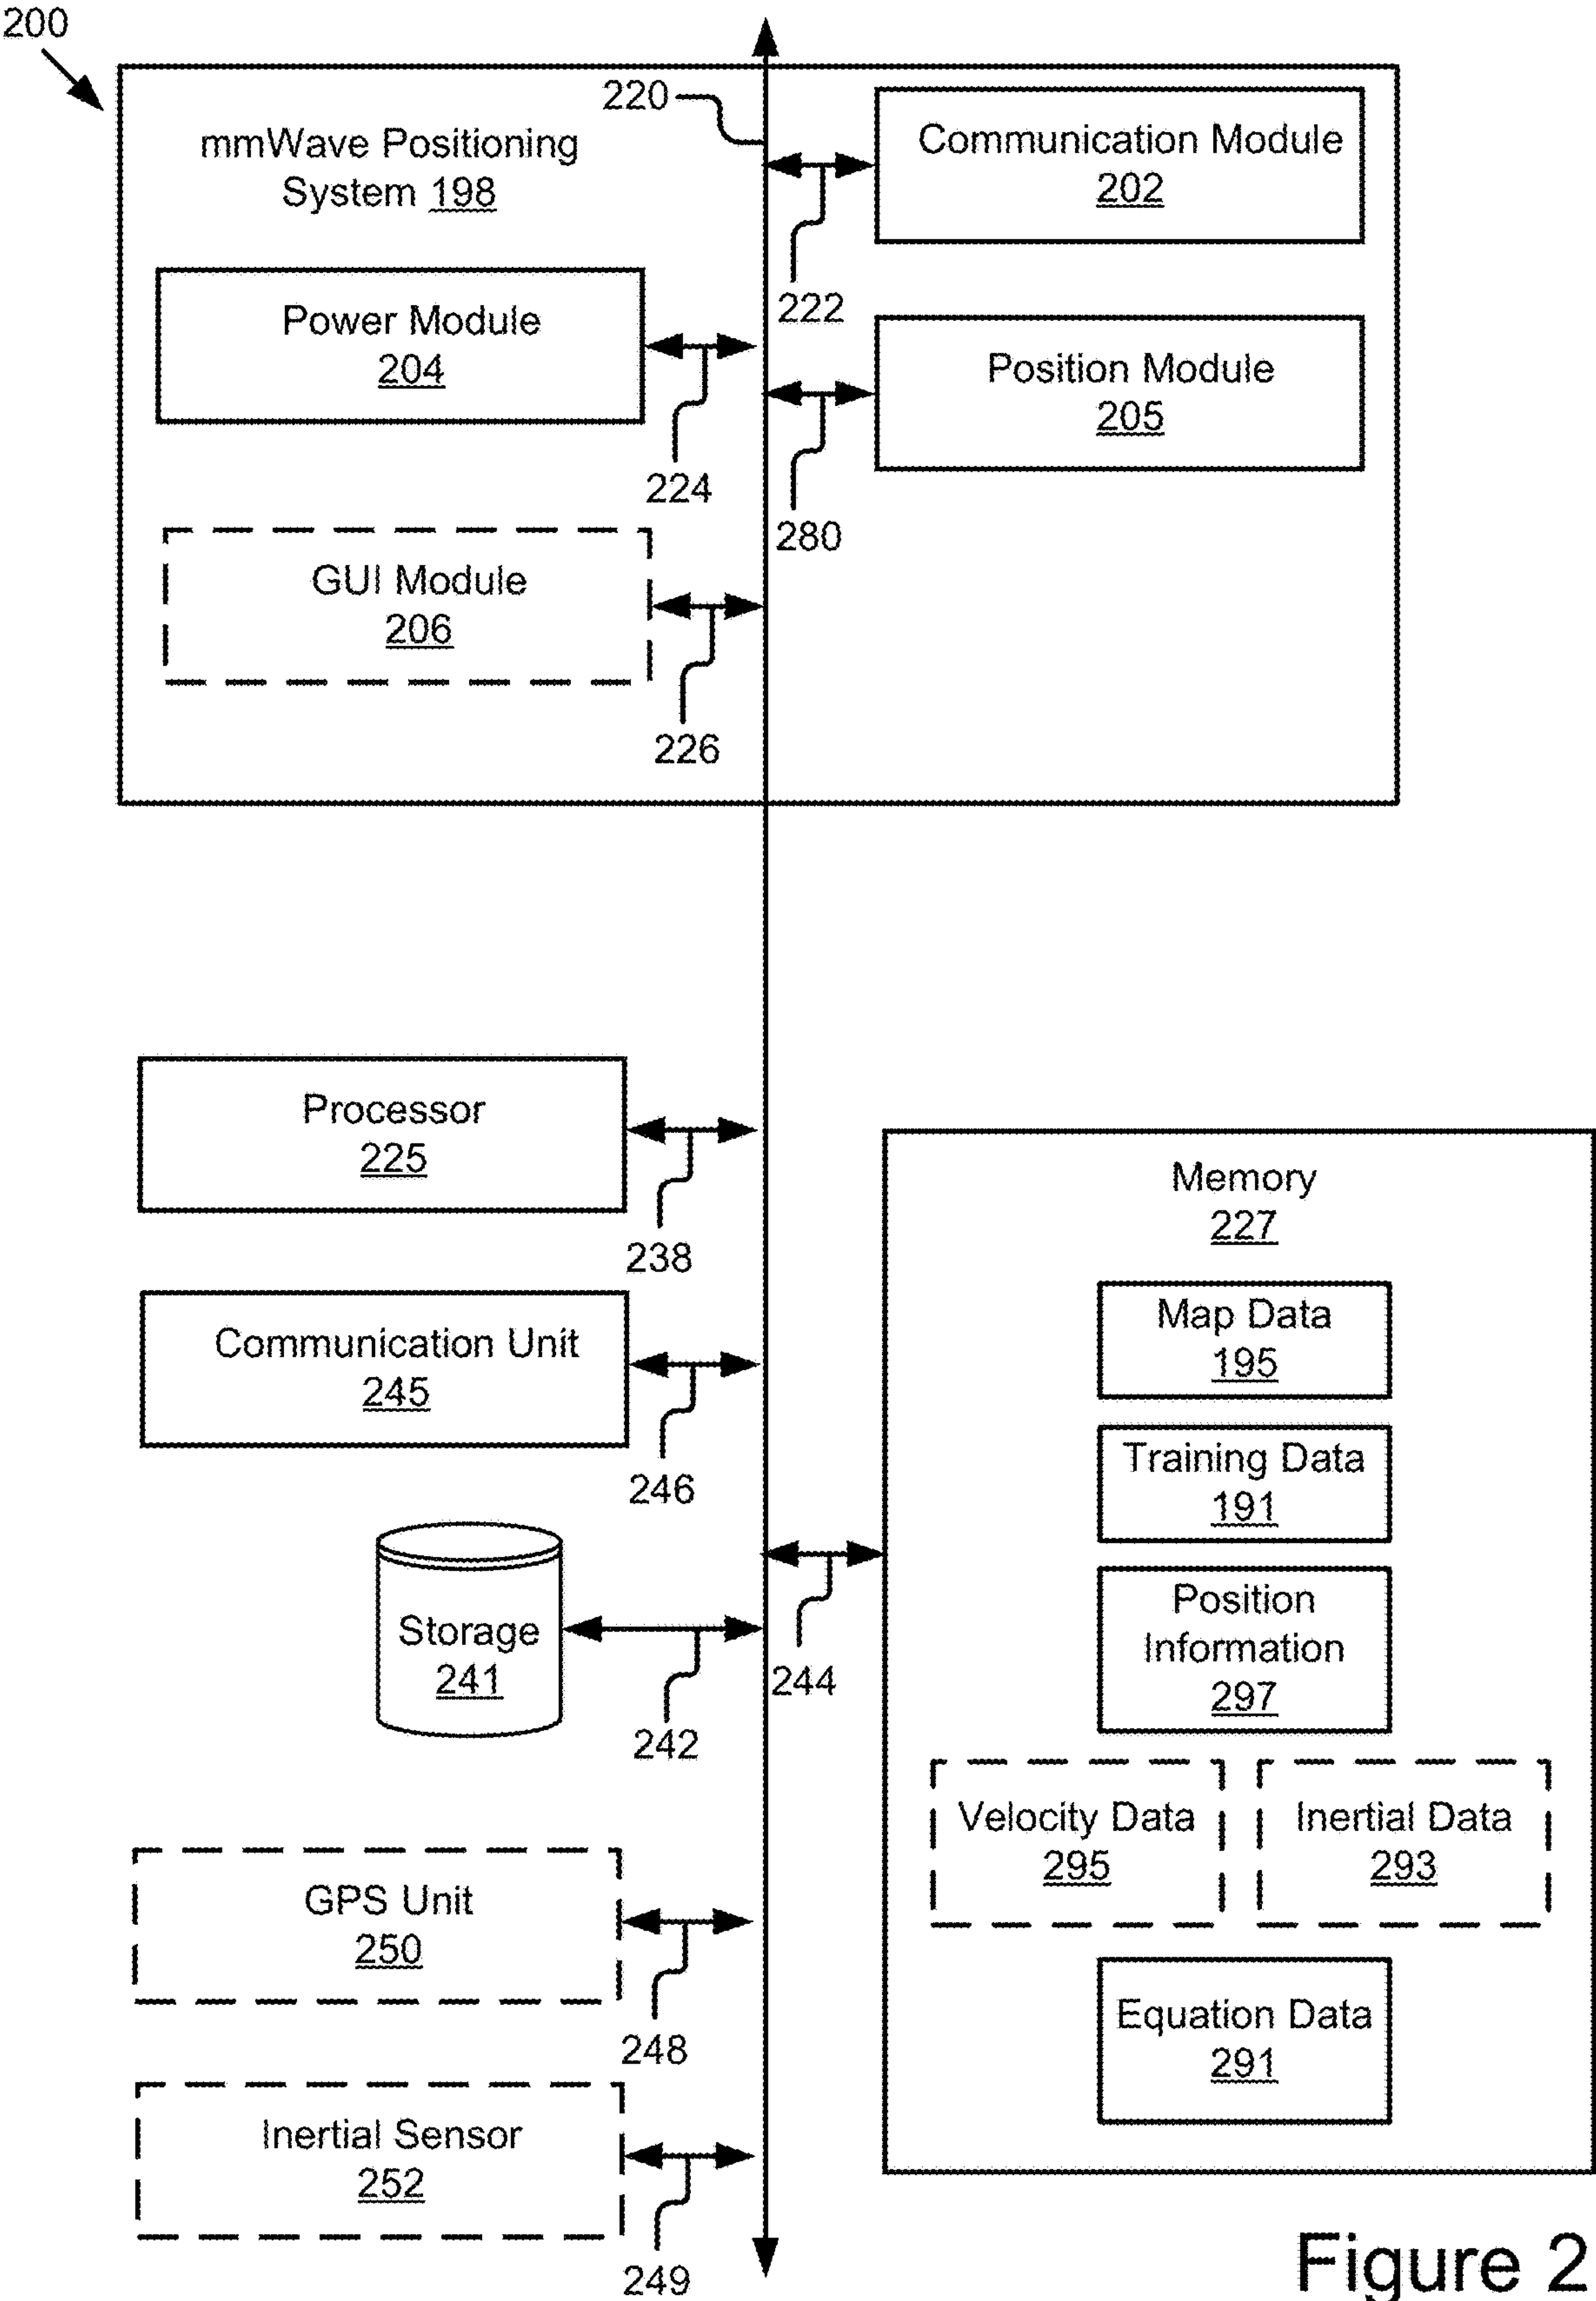 200
220
mmWave Positioning
System 198
Communication Module
202
222
Power Module
204
224
Position Module
205
280
GUI Module
206
226
Processor
225
238
Communication Unit
245
246
Storage
241
242
244
GPS Unit
250
248
Inertial Sensor
252
249
Memory
227
Map Data
195
Training Data
191
Position
Information
297
Velocity Data
295
Inertial Data
293
Equation Data
291
Figure 2